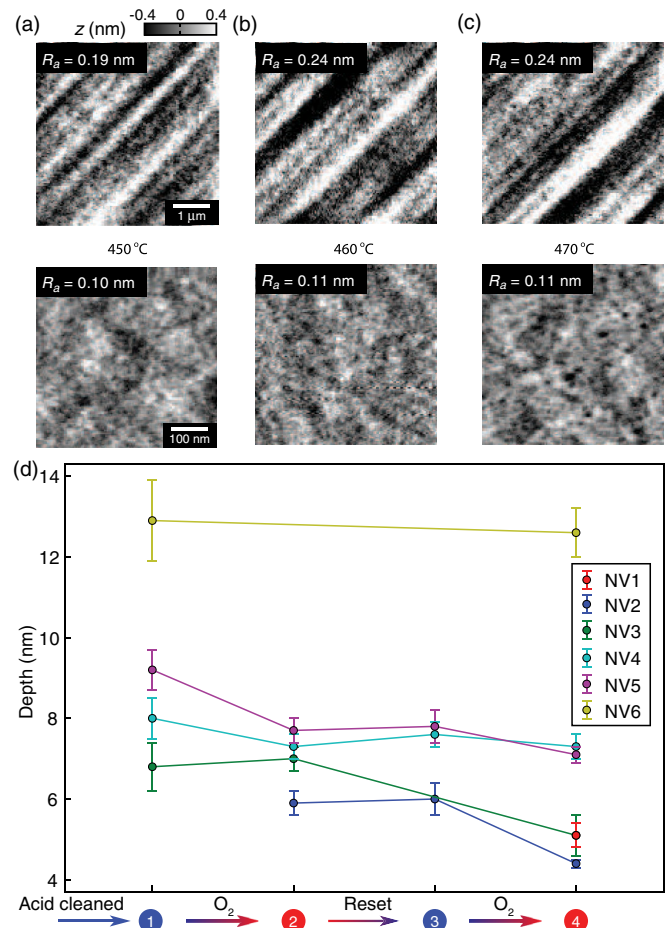 (a)
z (nm)
-0.4
0
0.4
(b)
(c)
Rₐ = 0.19 nm
Rₐ = 0.24 nm
Rₐ = 0.24 nm
1 μm
450 °C
460 °C
470 °C
Rₐ = 0.10 nm
Rₐ = 0.11 nm
Rₐ = 0.11 nm
100 nm
(d)
14
12
10
8
6
4
Depth (nm)
NV1
NV2
NV3
NV4
NV5
NV6
Acid cleaned
O₂
Reset
O₂
1
2
3
4